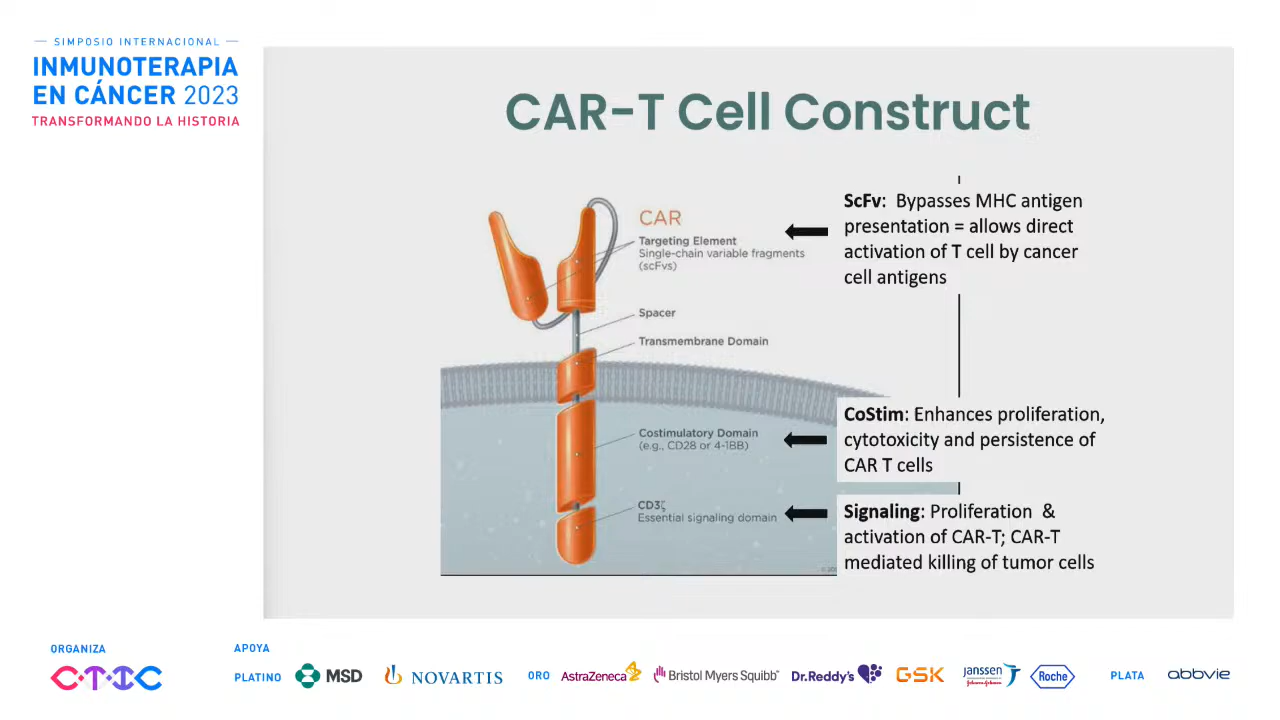 SIMPOSIO INTERNACIONAL
INMUNOTERAPIA
EN CÁNCER 2023
TRANSFORMANDO LA HISTORIA
CAR-T Cell Construct
CAR
Targeting Element
Single-chain variable fragments
(scFvs)
Spacer
Transmembrane Domain
Costimulatory Domain
(e.g., CD28 or 4-1BB)
CD3ζ
Essential signaling domain
ScFv: Bypasses MHC antigen
presentation = allows direct
activation of T cell by cancer
cell antigens
CoStim: Enhances proliferation,
cytotoxicity and persistence of
CAR T cells
Signaling: Proliferation &
activation of CAR-T; CAR-T
mediated killing of tumor cells
ORGANIZA
CTIC
APOYA
PLATINO
MSD
NOVARTIS
ORO
AstraZeneca
Bristol Myers Squibb
Dr.Reddy's
GSK
Janssen
Johnson-Johnson
Roche
PLATA
abbvie